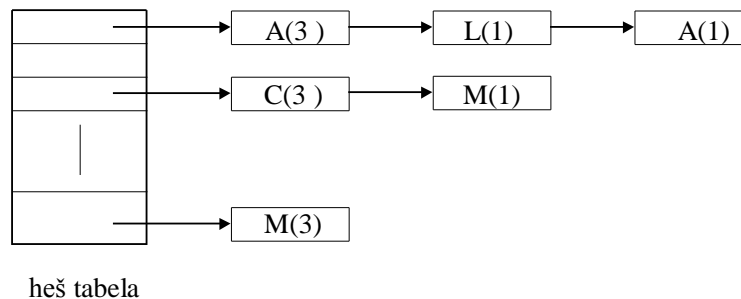 A(3 ) L(1) A(1)
C(3 ) M(1)
M(3)
heš tabela